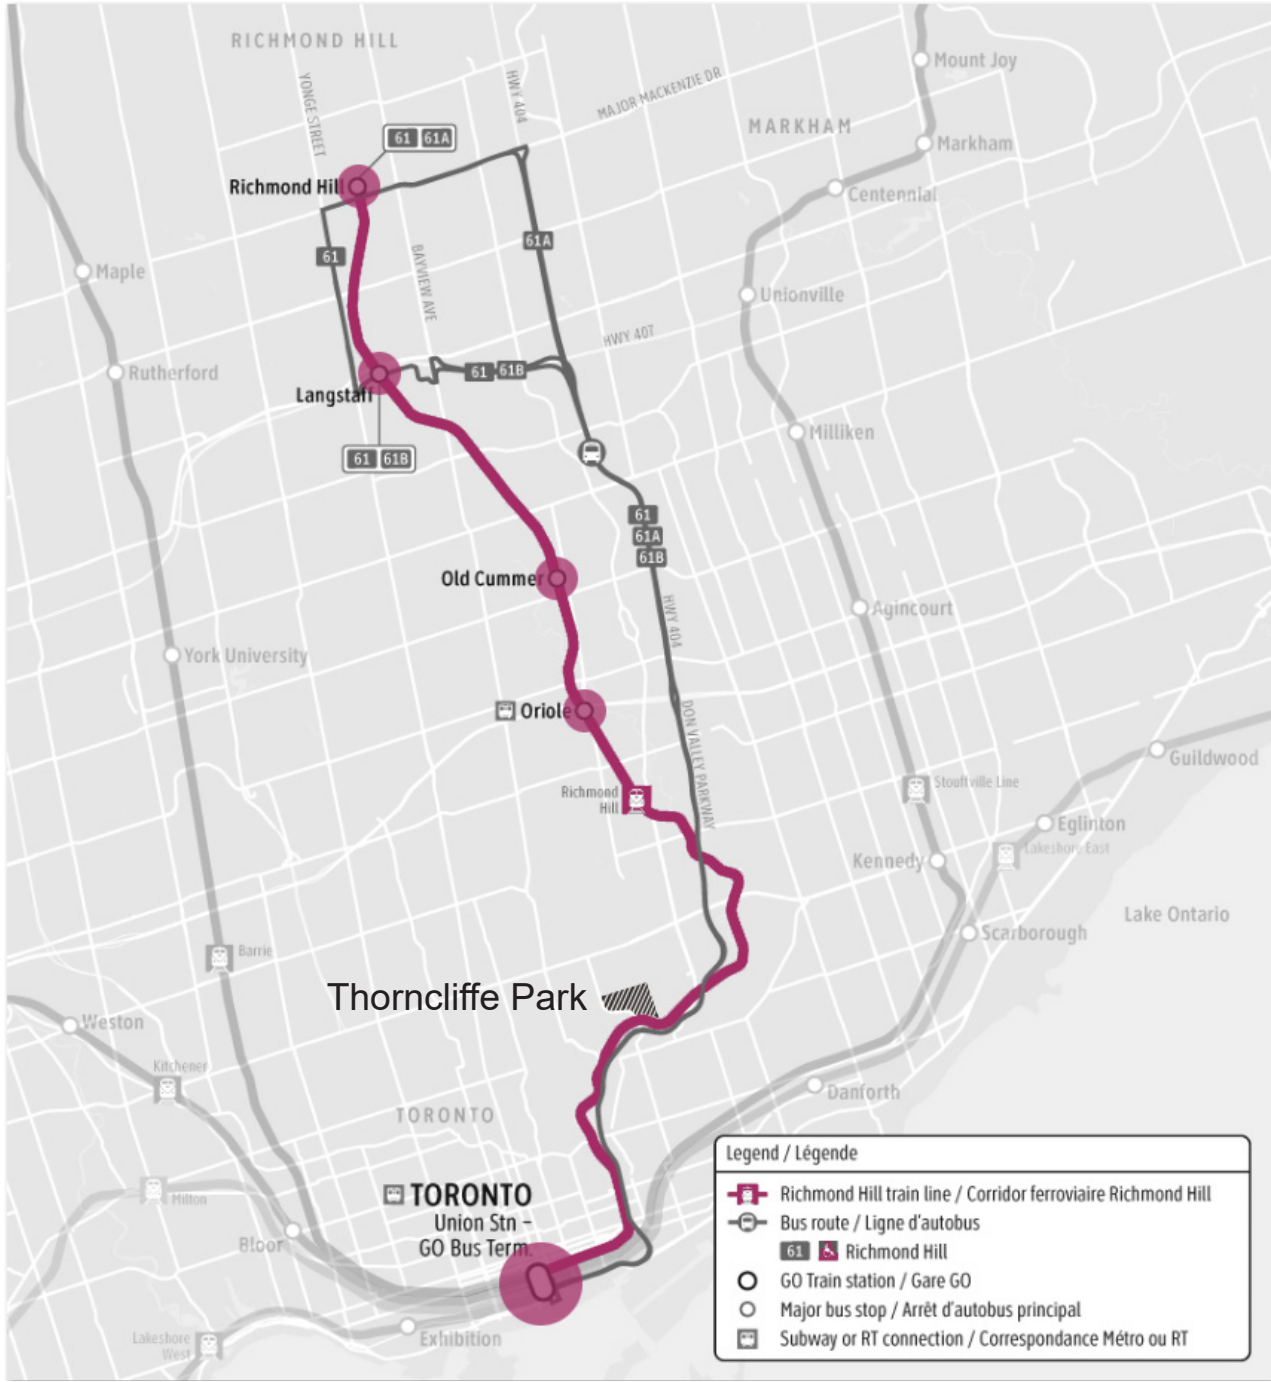 RICHMOND HILL
YONGE STREET
HWY 404
MAJOR MACKENZIE DR
Mount Joy
MARKHAM
Markham
61 61A
Richmond Hill
Centennial
61
61A
BAYVIEW AVE
Maple
Unionville
HWY 407
Rutherford
61 61B
Langstaff
61 61B
Milliken
61
61A
61B
Old Cummer
HWY 404
Agincourt
York University
Oriole
DON VALLEY PARKWAY
Guildwood
Richmond
Hill
Stouffville Line
Eglinton
Lakeshore East
Kennedy
Lake Ontario
Scarborough
Barrie
Thorncliffe Park
Weston
Kitchener
Danforth
TORONTO
Milton
TORONTO
Union Stn –
GO Bus Term.
Bloor
Exhibition
Lakeshore
West
Legend / Légende
Richmond Hill train line / Corridor ferroviaire Richmond Hill
Bus route / Ligne d'autobus
61 Richmond Hill
GO Train station / Gare GO
Major bus stop / Arrêt d'autobus principal
Subway or RT connection / Correspondance Métro ou RT